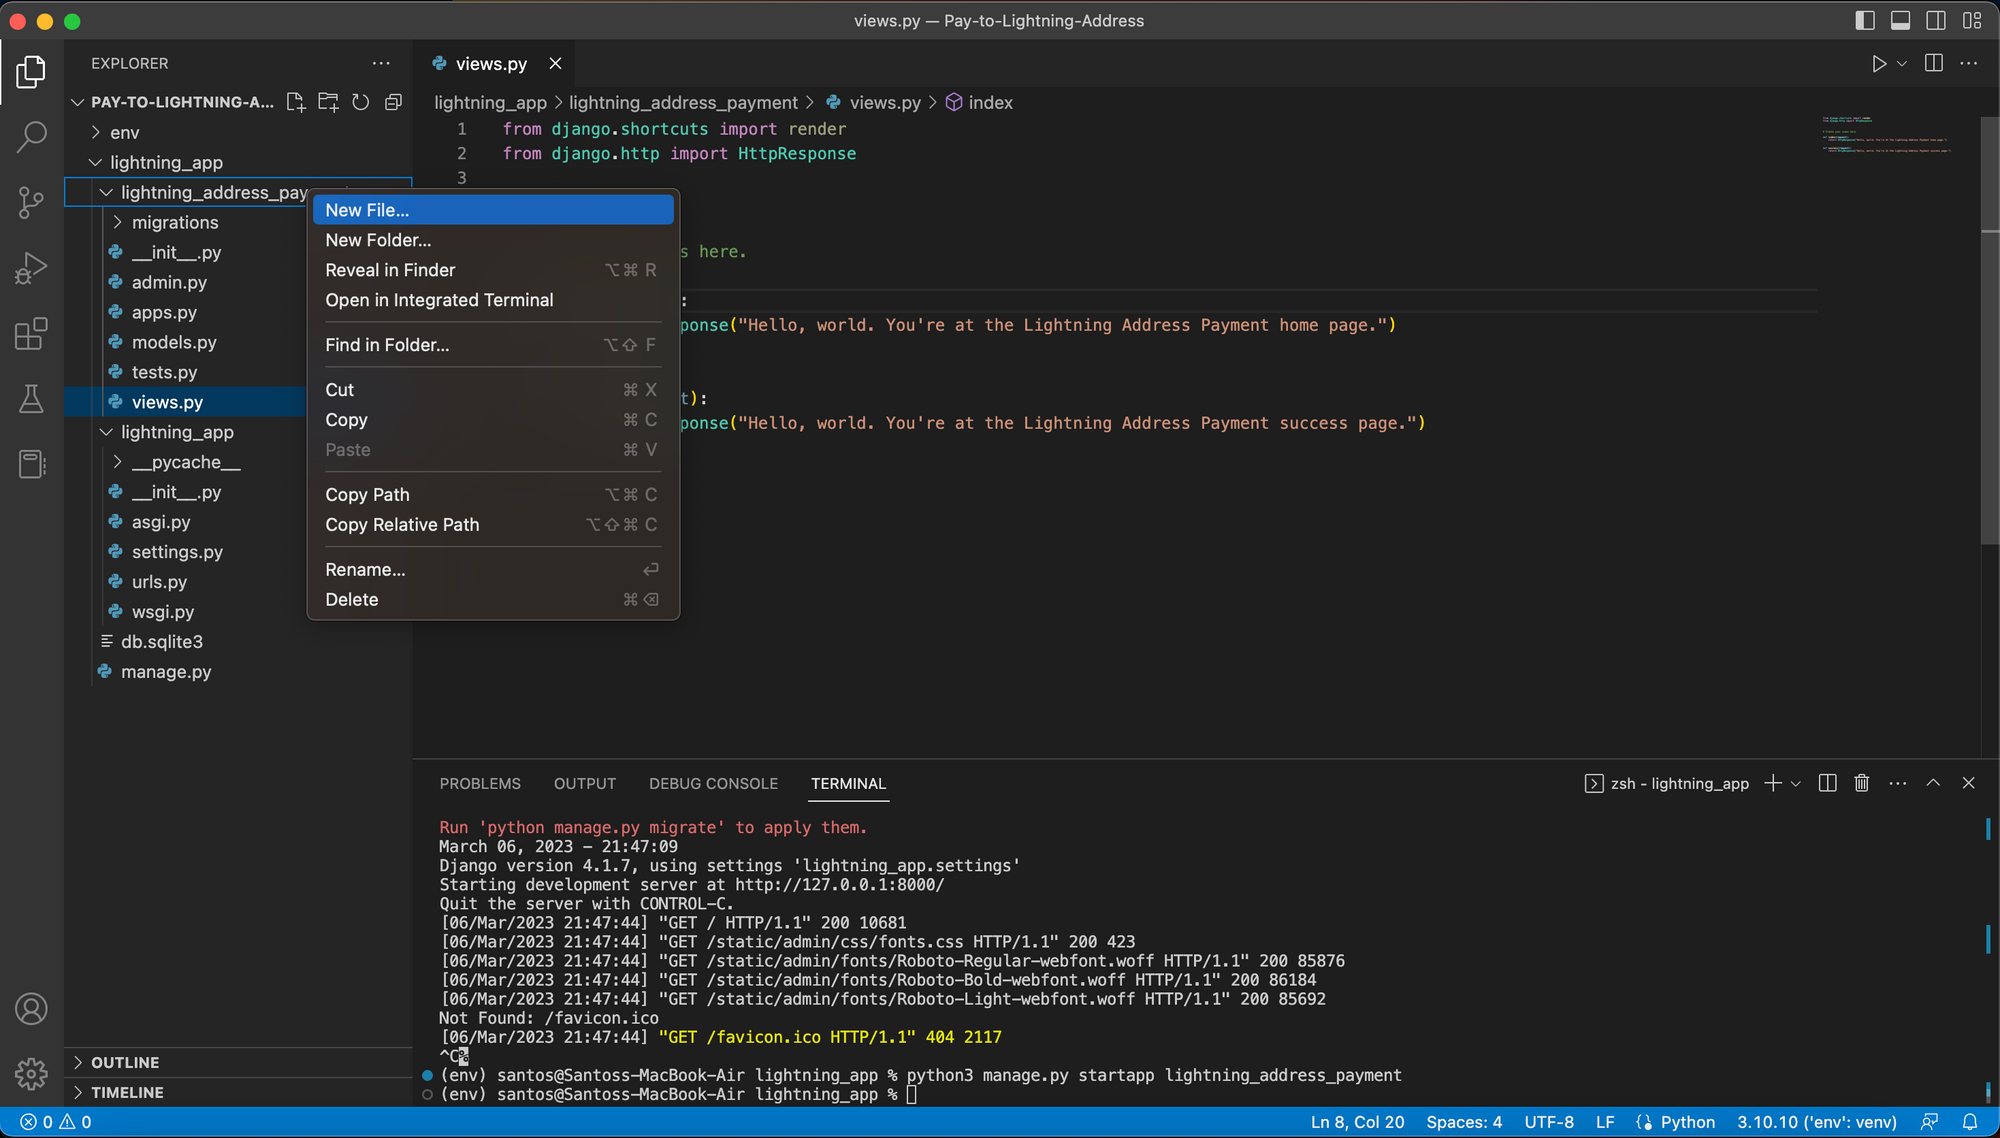 views.py — Pay-to-Lightning-Address
EXPLORER
PAY-TO-LIGHTNING-A...
env
lightning_app
lightning_address_pay
migrations
__init__.py
admin.py
apps.py
models.py
tests.py
views.py
lightning_app
__pycache__
__init__.py
asgi.py
settings.py
urls.py
wsgi.py
db.sqlite3
manage.py
OUTLINE
TIMELINE
New File...
New Folder...
Reveal in Finder ⌥⌘ R
Open in Integrated Terminal
Find in Folder... ⌥⇧ F
Cut ⌘ X
Copy ⌘ C
Paste ⌘ V
Copy Path ⌥⌘ C
Copy Relative Path ⌥⇧⌘ C
Rename... ⏎
Delete ⌘⌫
views.py
lightning_app > lightning_address_payment > views.py > index
1 from django.shortcuts import render
2 from django.http import HttpResponse
3
s here.
:
ponse("Hello, world. You're at the Lightning Address Payment home page.")
t):
ponse("Hello, world. You're at the Lightning Address Payment success page.")
PROBLEMS OUTPUT DEBUG CONSOLE TERMINAL
zsh - lightning_app
Run 'python manage.py migrate' to apply them.
March 06, 2023 - 21:47:09
Django version 4.1.7, using settings 'lightning_app.settings'
Starting development server at http://127.0.0.1:8000/
Quit the server with CONTROL-C.
[06/Mar/2023 21:47:44] "GET / HTTP/1.1" 200 10681
[06/Mar/2023 21:47:44] "GET /static/admin/css/fonts.css HTTP/1.1" 200 423
[06/Mar/2023 21:47:44] "GET /static/admin/fonts/Roboto-Regular-webfont.woff HTTP/1.1" 200 85876
[06/Mar/2023 21:47:44] "GET /static/admin/fonts/Roboto-Bold-webfont.woff HTTP/1.1" 200 86184
[06/Mar/2023 21:47:44] "GET /static/admin/fonts/Roboto-Light-webfont.woff HTTP/1.1" 200 85692
Not Found: /favicon.ico
[06/Mar/2023 21:47:44] "GET /favicon.ico HTTP/1.1" 404 2117
^C%
(env) santos@Santoss-MacBook-Air lightning_app % python3 manage.py startapp lightning_address_payment
(env) santos@Santoss-MacBook-Air lightning_app %
0 0
Ln 8, Col 20 Spaces: 4 UTF-8 LF Python 3.10.10 ('env': venv)